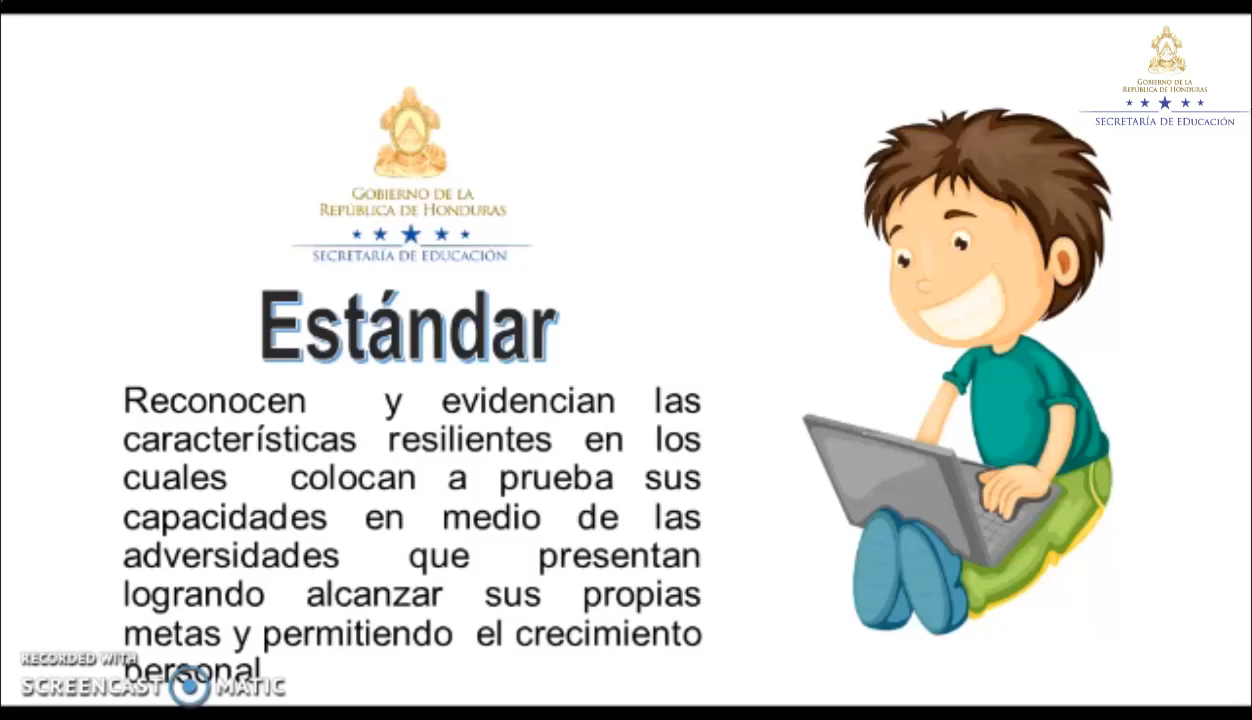 GOBIERNO DE LA
REPÚBLICA DE HONDURAS
SECRETARÍA DE EDUCACIÓN
GOBIERNO DE LA
REPÚBLICA DE HONDURAS
SECRETARÍA DE EDUCACIÓN
Estándar
Reconocen y evidencian las
características resilientes en los
cuales colocan a prueba sus
capacidades en medio de las
adversidades que presentan
logrando alcanzar sus propias
metas y permitiendo el crecimiento
personal
RECORDED WITH
SCREENCAST MATIC